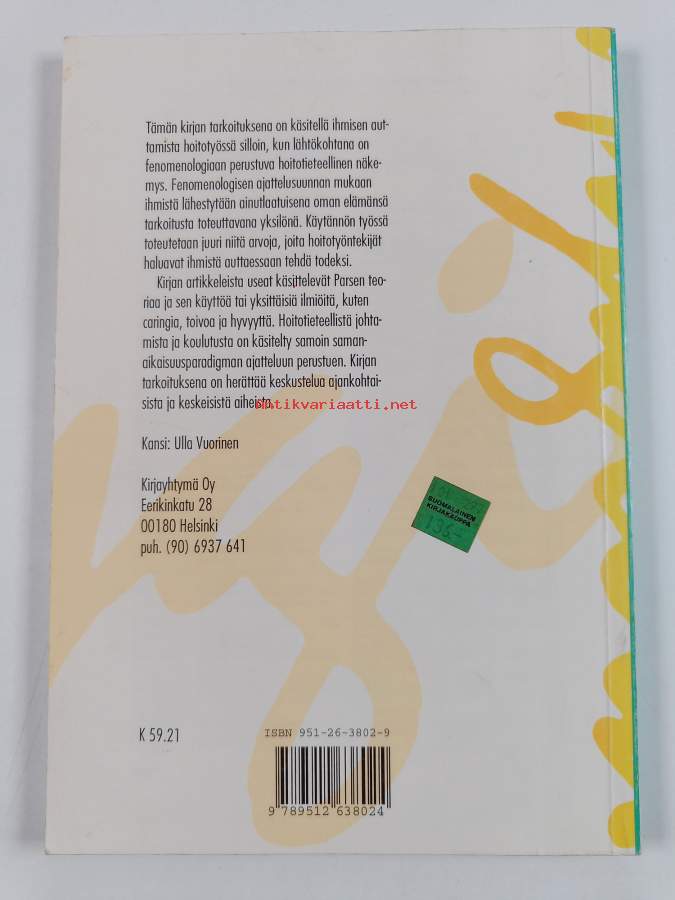 Tämän kirjan tarkoituksena on käsitellä ihmisen aut-
tamista hoitotyössä silloin, kun lähtökohtana on
fenomenologiaan perustuva hoitotieteellinen näke-
mys. Fenomenologisen ajattelusuunnan mukaan
ihmistä lähestytään ainutlaatuisena oman elämänsä
tarkoitusta toteuttavana yksilönä. Käytännön työssä
toteutetaan juuri niitä arvoja, joita hoitotyöntekijät
haluavat ihmistä auttaessaan tehdä todeksi.
Kirjan artikkeleista useat käsittelevät Parsen teo-
riaa ja sen käyttöä tai yksittäisiä ilmiöitä, kuten
caringia, toivoa ja hyvyyttä. Hoitotieteellistä johta-
mista ja koulutusta on käsitelty samoin saman-
aikaisuusparadigman ajatteluun perustuen. Kirjan
tarkoituksena on herättää keskustelua ajankohtai-
sista ja keskeisistä aiheista.
antikvariaatti.net
Kansi: Ulla Vuorinen
Kirjayhtymä Oy
Eerikinkatu 28
00180 Helsinki
puh. (90) 6937 641
SUOMALAINEN
KIRJAKAUPPA
136,-
K 59.21
ISBN 951-26-3802-9
9 789512 638024